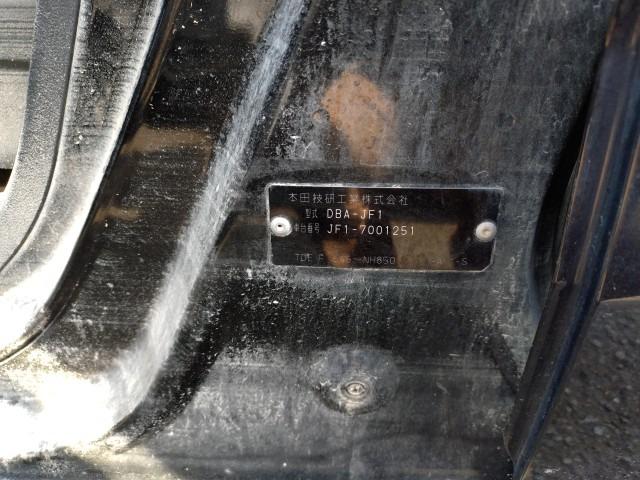 本田技研工業株式会社
型式 DBA-JF1
車台番号 JF1-7001251
TDE F